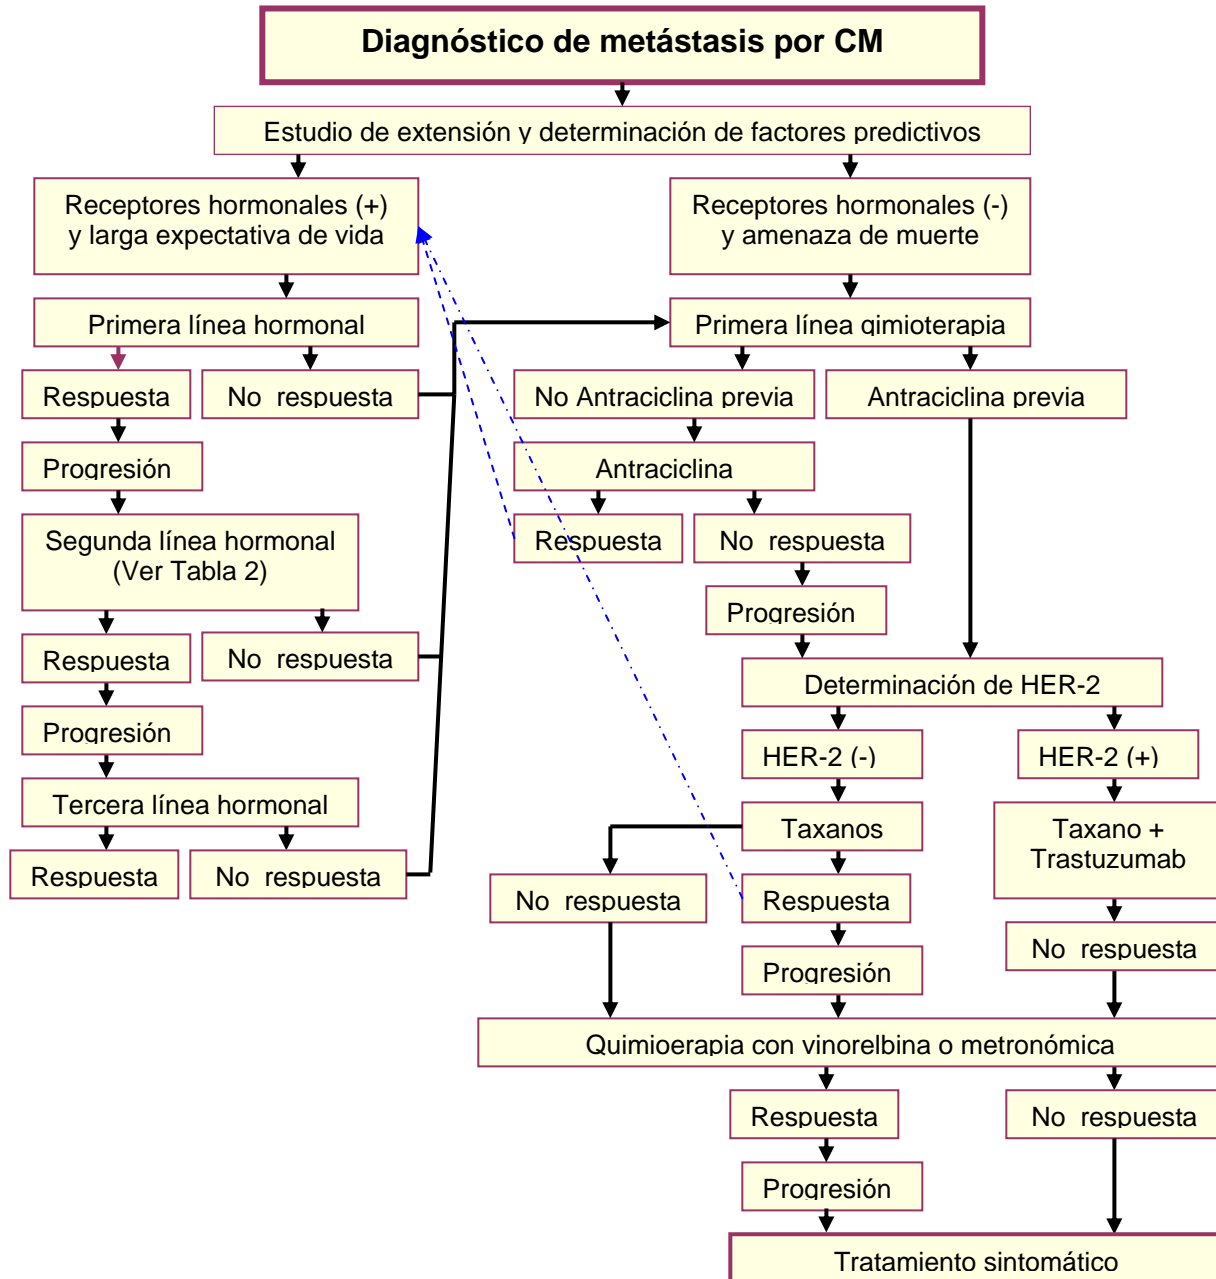 Diagnóstico de metástasis por CM
Estudio de extensión y determinación de factores predictivos
Receptores hormonales (+)
y larga expectativa de vida
Receptores hormonales (-)
y amenaza de muerte
Primera línea hormonal
Primera línea qimioterapia
Respuesta
No respuesta
No Antraciclina previa
Antraciclina previa
Progresión
Antraciclina
Segunda línea hormonal
(Ver Tabla 2)
Respuesta
No respuesta
Progresión
Respuesta
No respuesta
Determinación de HER-2
Progresión
HER-2 (-)
HER-2 (+)
Tercera línea hormonal
Taxanos
Taxano +
Trastuzumab
Respuesta
No respuesta
No respuesta
Respuesta
No respuesta
Progresión
Quimioerapia con vinorelbina o metronómica
Respuesta
No respuesta
Progresión
Tratamiento sintomático